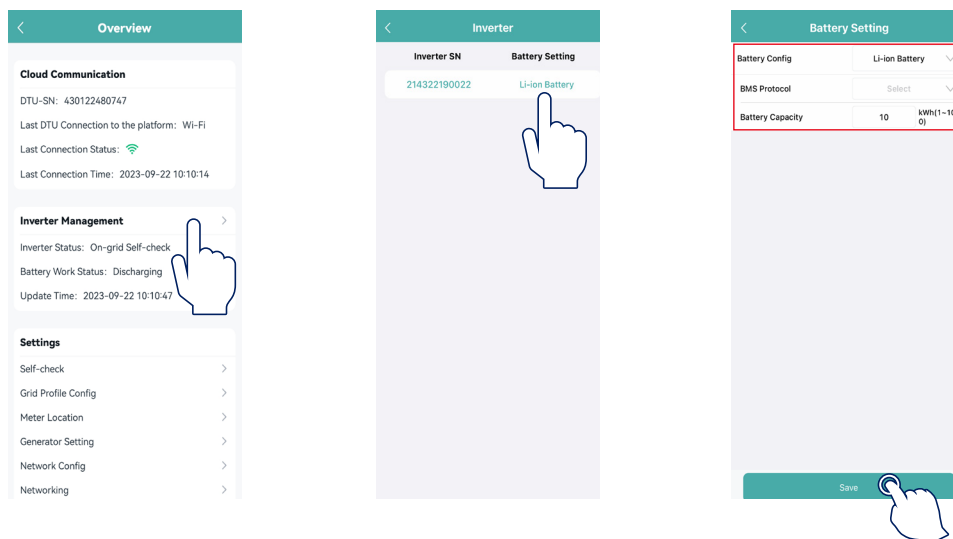 Overview
Cloud Communication
DTU-SN: 430122480747
Last DTU Connection to the platform: Wi-Fi
Last Connection Status:
Last Connection Time: 2023-09-22 10:10:14
Inverter Management
Inverter Status: On-grid Self-check
Battery Work Status: Discharging
Update Time: 2023-09-22 10:10:47
Settings
Self-check
Grid Profile Config
Meter Location
Generator Setting
Network Config
Networking
Inverter
Inverter SN Battery Setting
214322190022 Li-ion Battery
Battery Setting
Battery Config Li-ion Battery
BMS Protocol Select
Battery Capacity 10 kWh(1~10
0)
Save